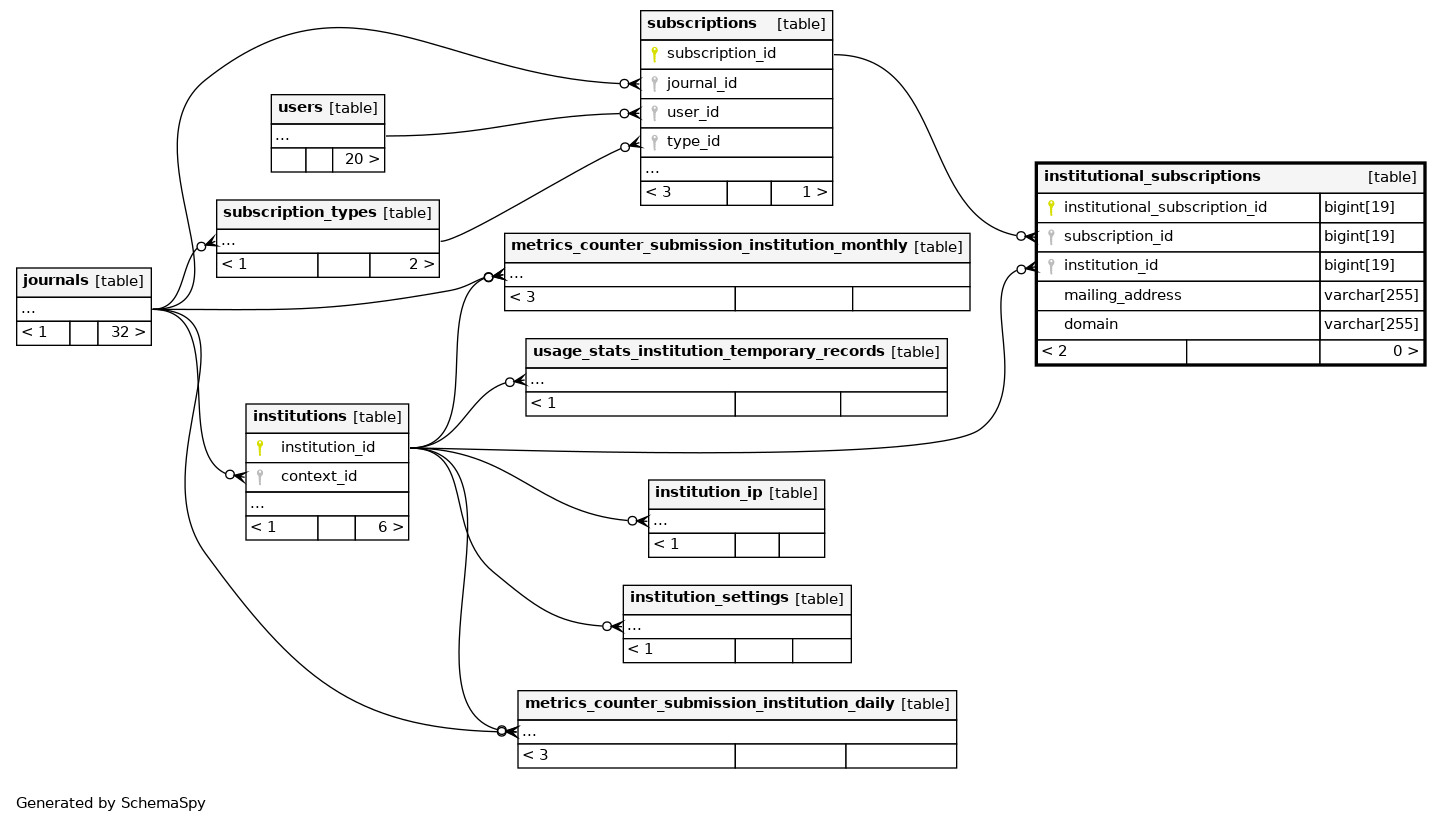 subscriptions [table]
subscription_id
journal_id
user_id
type_id
...
< 3 1 >
users [table]
...
20 >
subscription_types [table]
...
< 1 2 >
journals [table]
...
< 1 32 >
metrics_counter_submission_institution_monthly [table]
...
< 3
usage_stats_institution_temporary_records [table]
...
< 1
institutions [table]
institution_id
context_id
...
< 1 6 >
institution_ip [table]
...
< 1
institution_settings [table]
...
< 1
metrics_counter_submission_institution_daily [table]
...
< 3
institutional_subscriptions [table]
institutional_subscription_id bigint[19]
subscription_id bigint[19]
institution_id bigint[19]
mailing_address varchar[255]
domain varchar[255]
< 2 0 >
Generated by SchemaSpy